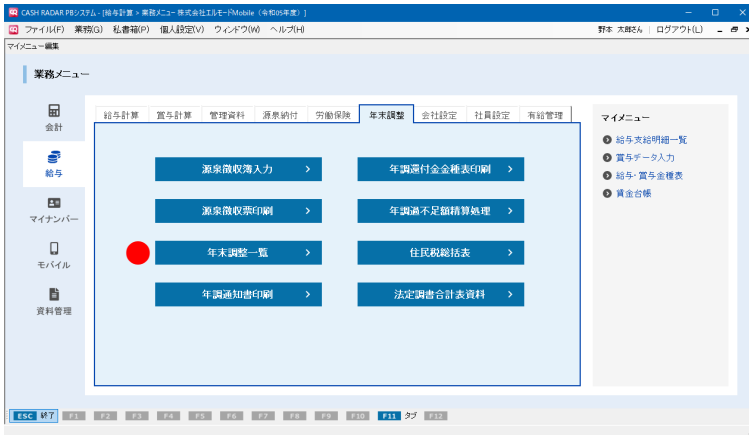 CASH RADAR PBシステム - [給与計算 > 業務メニュー 株式会社エルモードMobile（令和05年度）]
ファイル(F) 業務(G) 私書箱(P) 個人設定(V) ウィンドウ(W) ヘルプ(H) 野本 太郎さん ログアウト(L)
マイメニュー編集
業務メニュー
会計
給与
マイナンバー
モバイル
資料管理
給与計算 賞与計算 管理資料 源泉納付 労働保険 年末調整 会社設定 社員設定 有給管理
源泉徴収簿入力 年調還付金金種表印刷
源泉徴収票印刷 年調過不足額精算処理
年末調整一覧 住民税総括表
年調通知書印刷 法定調書合計表資料
マイメニュー
給与支給明細一覧
賞与データ入力
給与・賞与金種表
賃金台帳
ESC 終了 F1 F2 F3 F4 F5 F6 F7 F8 F9 F10 F11 タブ F12